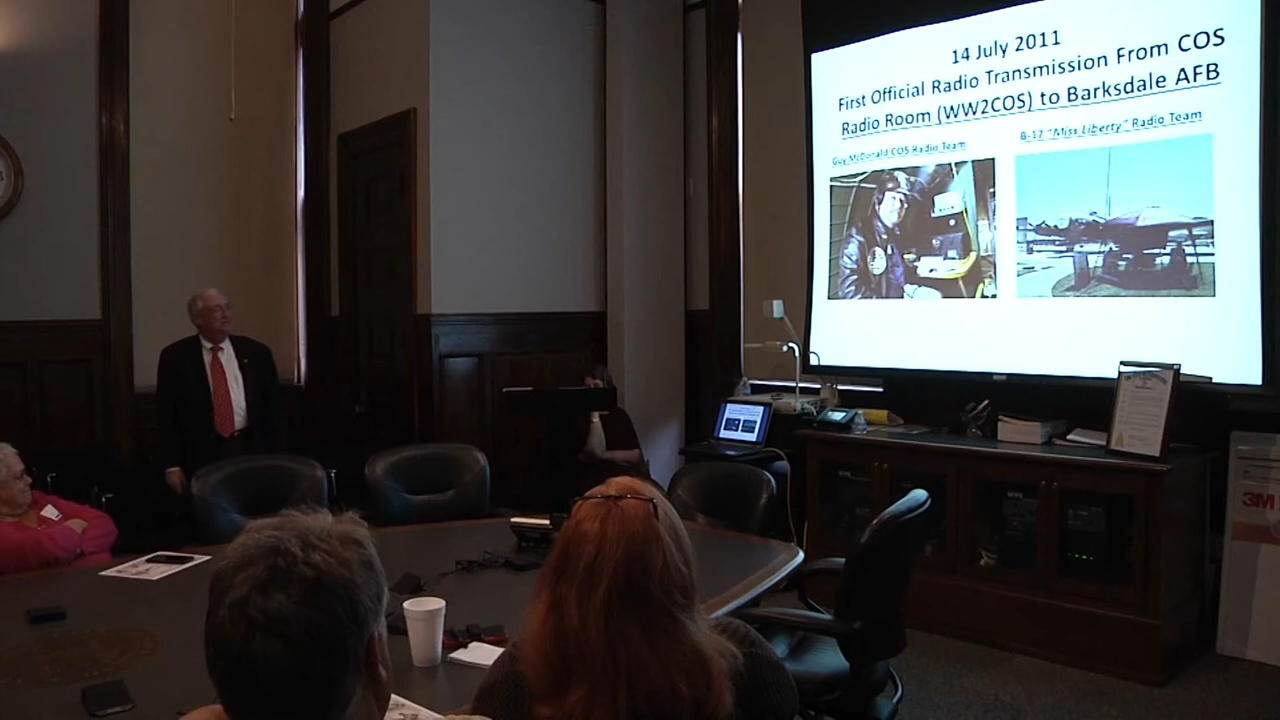 14 July 2011
First Official Radio Transmission From COS
Radio Room (WW2COS) to Barksdale AFB
Guy McDonald COS Radio Team
B-17 "Miss Liberty" Radio Team
3M